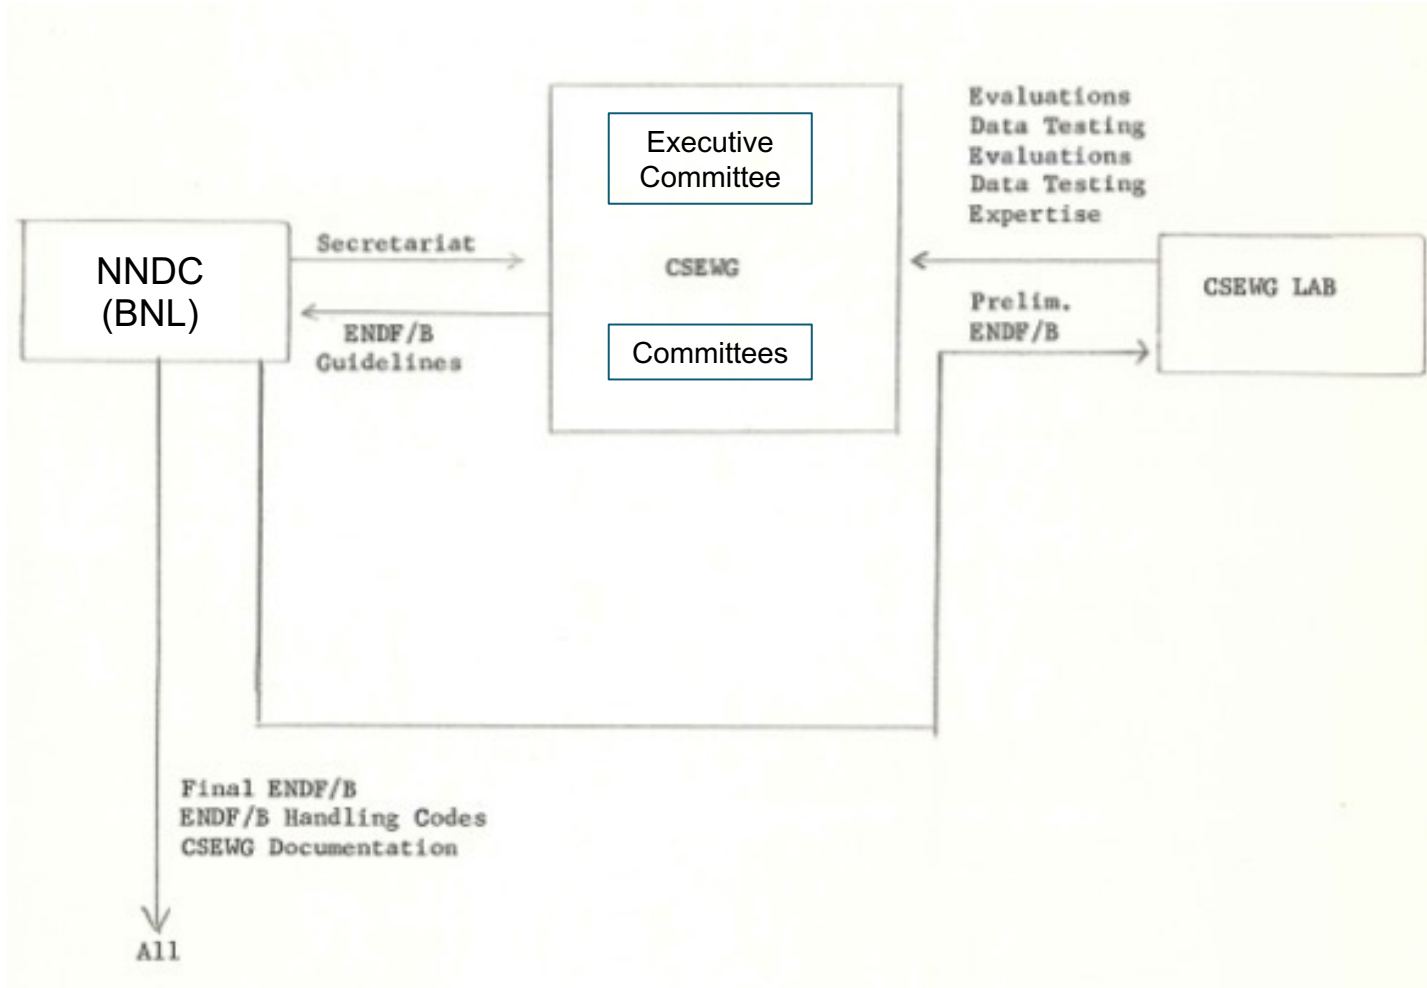 Evaluations
Data Testing
Evaluations
Data Testing
Expertise
Executive
Committee
CSEWG
Committees
NNDC
(BNL)
Secretariat
ENDF/B
Guidelines
Prelim.
ENDF/B
CSEWG LAB
Final ENDF/B
ENDF/B Handling Codes
CSEWG Documentation
All